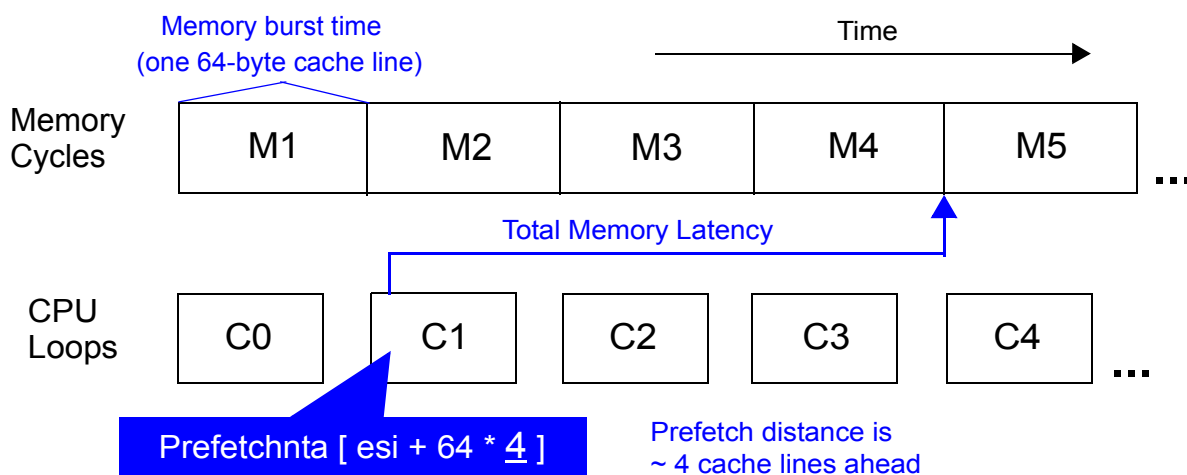 Memory burst time
(one 64-byte cache line)
Time
Memory
Cycles
M1
M2
M3
M4
M5
...
Total Memory Latency
CPU
Loops
C0
C1
C2
C3
C4
...
Prefetchnta [ esi + 64 * 4 ]
Prefetch distance is
~ 4 cache lines ahead